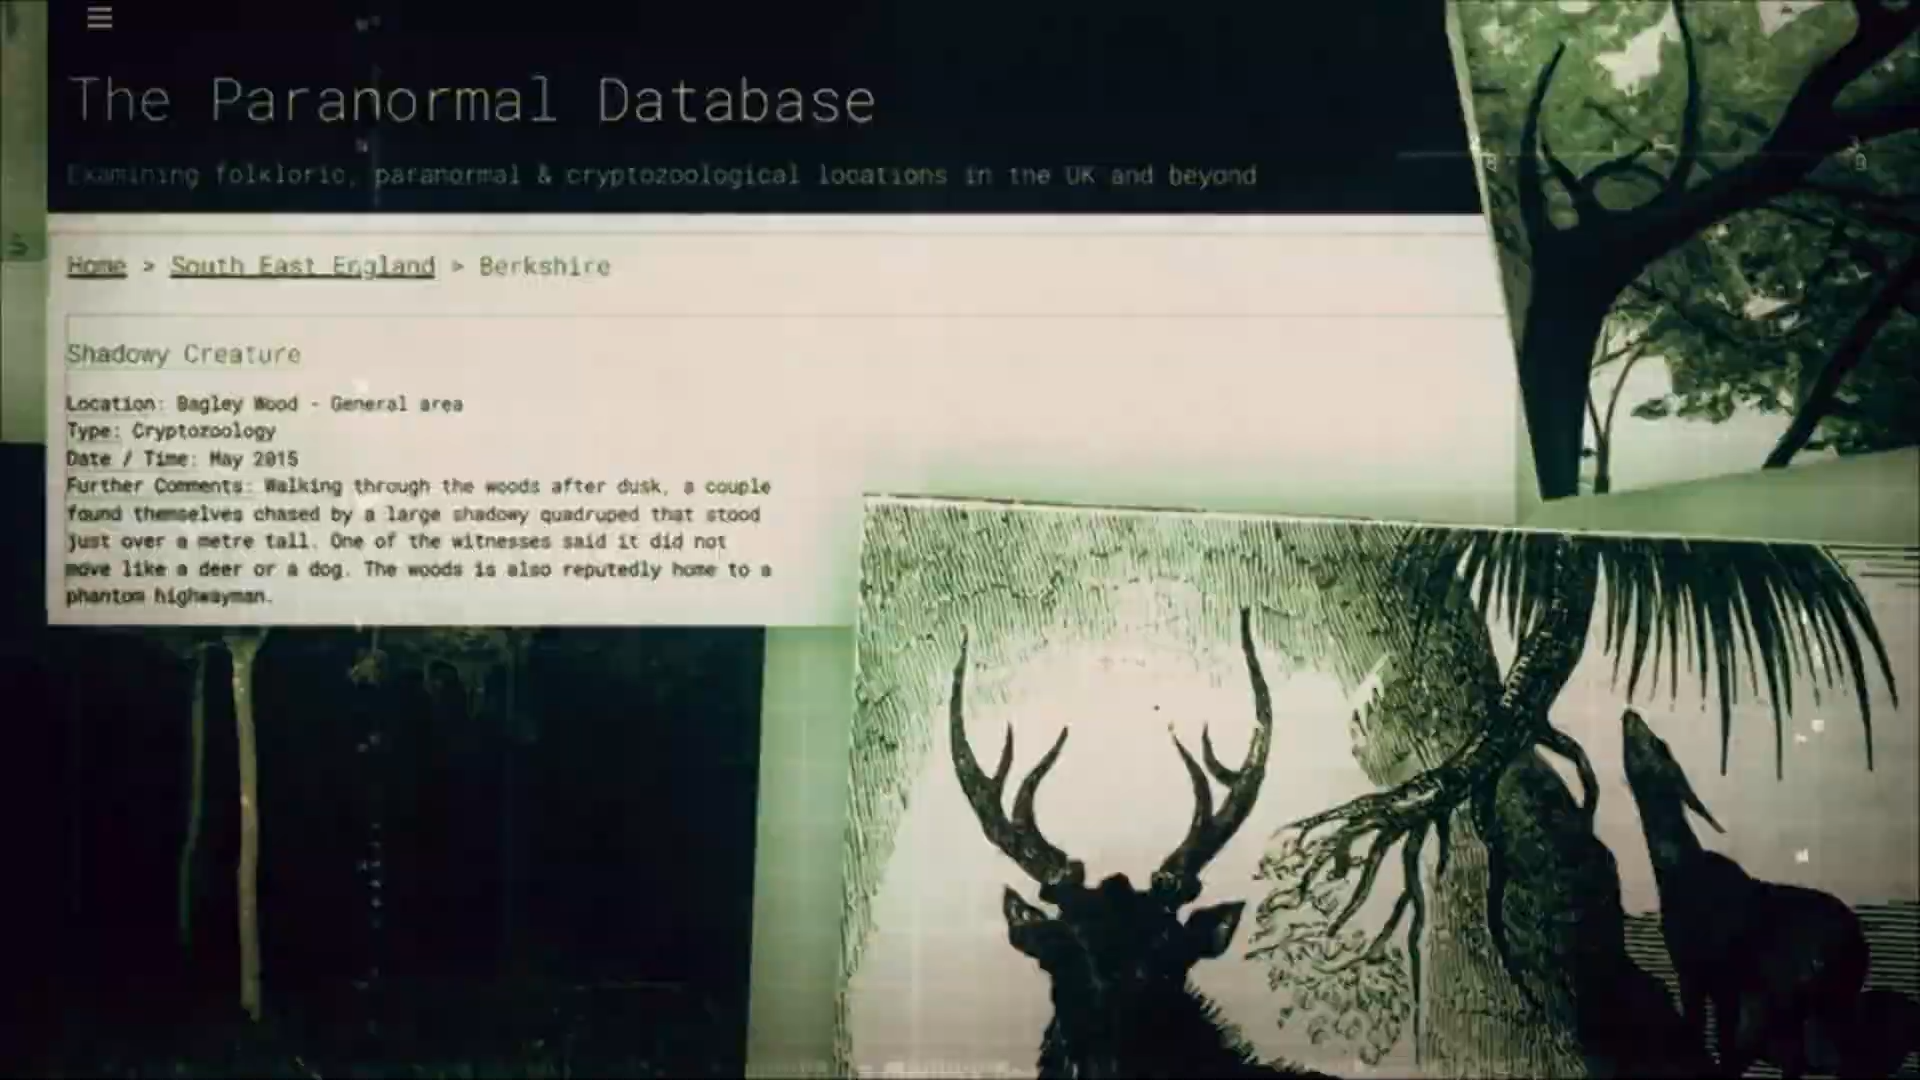 The Paranormal Database
Examining folkloric, paranormal & cryptozoological locations in the UK and beyond
Home > South East England > Berkshire
Shadowy Creature
Location: Bagley Wood - General area
Type: Cryptozoology
Date / Time: May 2015
Further Comments: Walking through the woods after dusk, a couple
found themselves chased by a large shadowy quadruped that stood
just over a metre tall. One of the witnesses said it did not
move like a deer or a dog. The woods is also reputedly home to a
phantom highwayman.